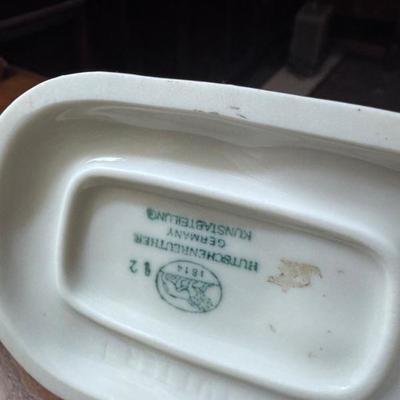 1814
HUTSCHENREUTHER
GERMANY
KUNSTABTEILUNG